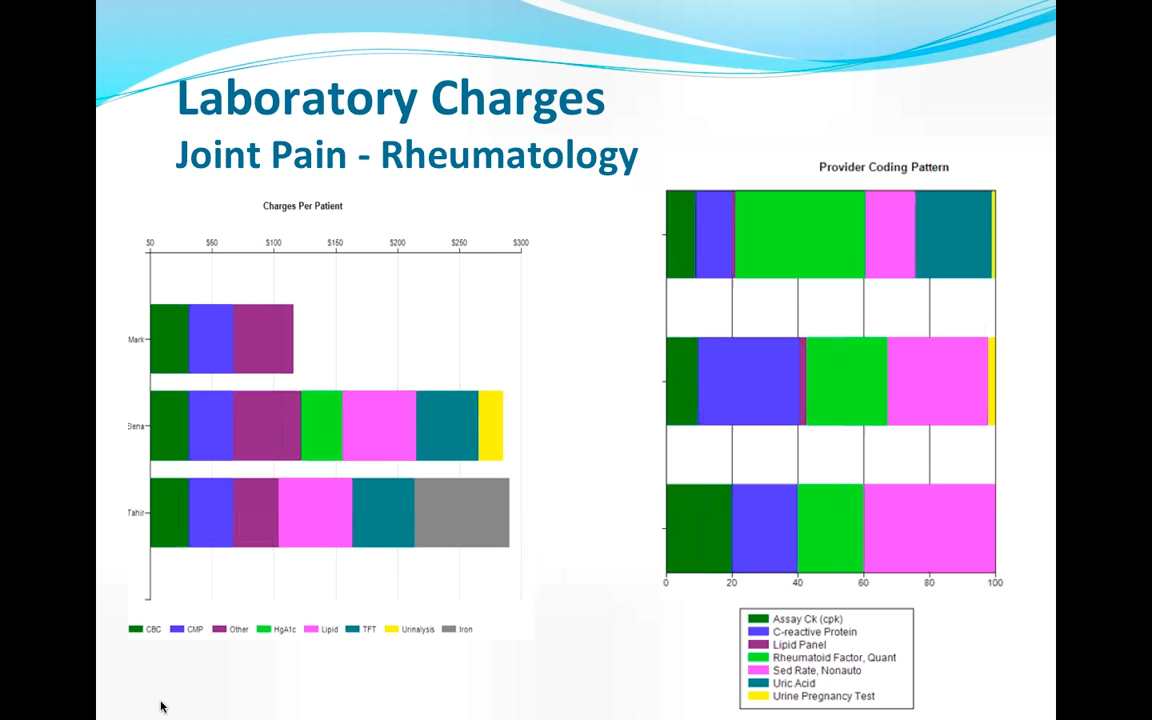 Laboratory Charges
Joint Pain - Rheumatology
Charges Per Patient
$0 $50 $100 $150 $200 $250 $300
Mark
Elena
Tahir
CBC CMP Other HgA1c Lipid TFT Urinalysis Iron
Provider Coding Pattern
0 20 40 60 80 100
Assay Ck (cpk)
C-reactive Protein
Lipid Panel
Rheumatoid Factor, Quant
Sed Rate, Nonauto
Uric Acid
Urine Pregnancy Test